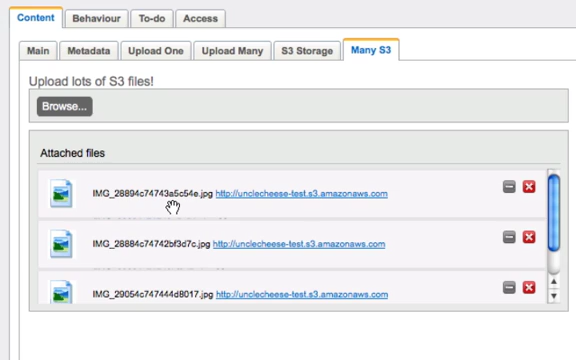 Content Behaviour To-do Access
Main Metadata Upload One Upload Many S3 Storage Many S3
Upload lots of S3 files!
Browse...
Attached files
IMG_28894c74743a5c54e.jpg http://unclecheese-test.s3.amazonaws.com
IMG_28884c74742bf3d7c.jpg http://unclecheese-test.s3.amazonaws.com
IMG_29054c747444d8017.jpg http://unclecheese-test.s3.amazonaws.com